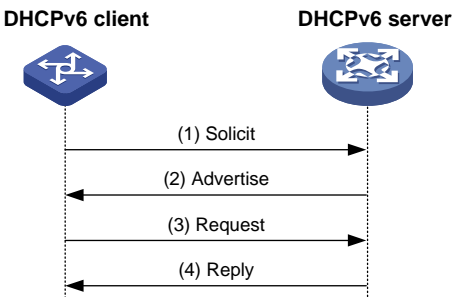 DHCPv6 client
DHCPv6 server
(1) Solicit
(2) Advertise
(3) Request
(4) Reply